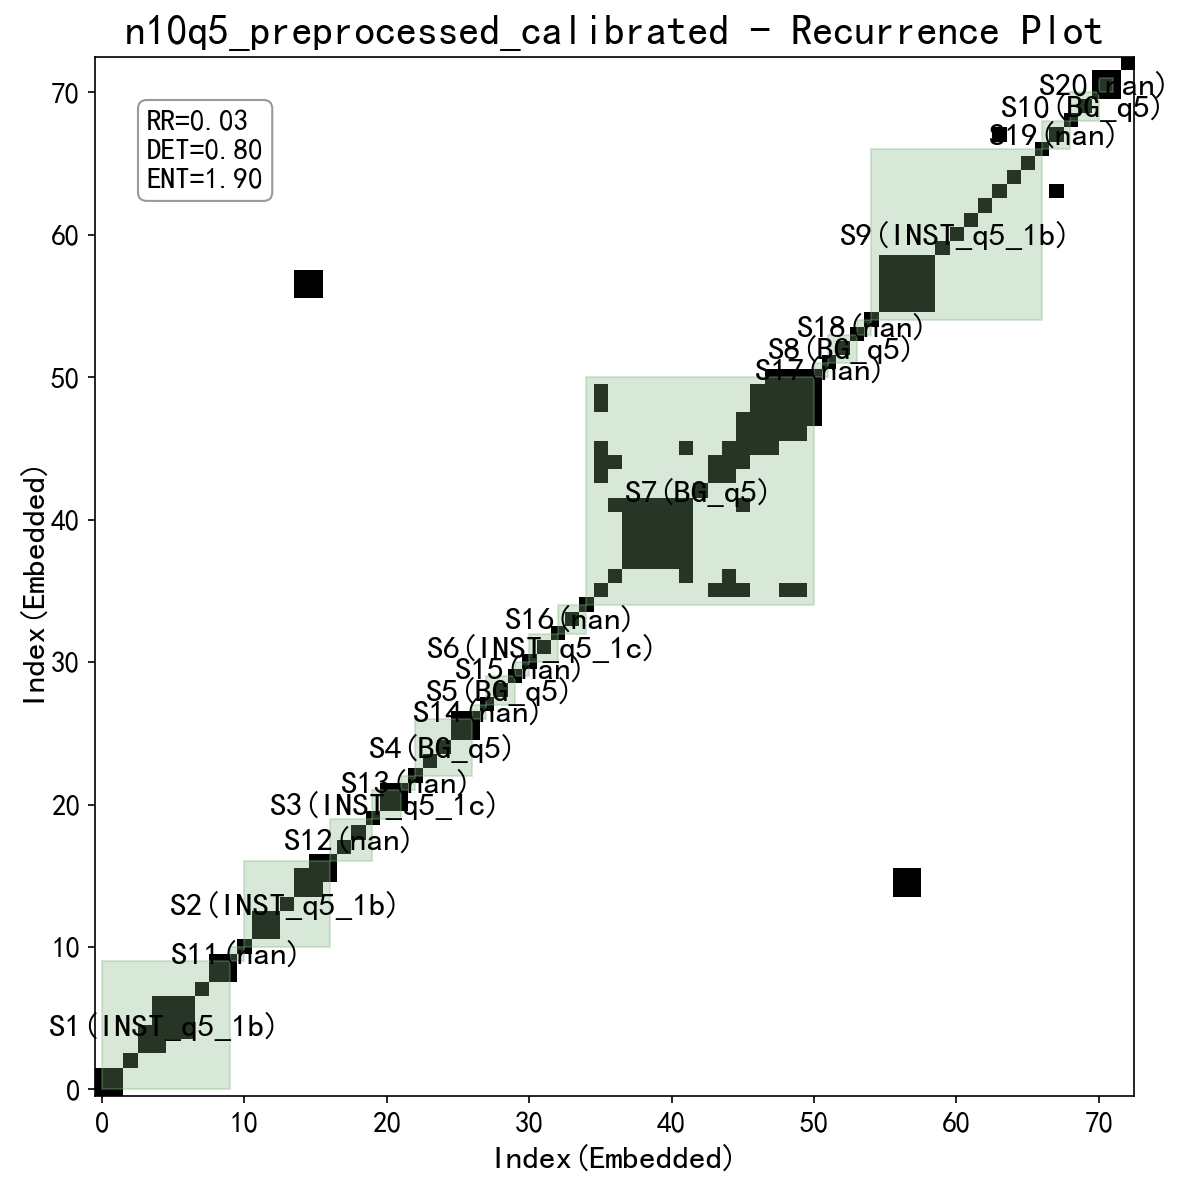 n10q5_preprocessed_calibrated - Recurrence Plot
RR=0.03
DET=0.80
ENT=1.90
S20(nan)
S10(BG_q5)
S19(nan)
S9(INST_q5_1b)
S18(nan)
S8(BG_q5)
S17(nan)
S7(BG_q5)
S16(nan)
S6(INST_q5_1c)
S15(nan)
S5(BG_q5)
S14(nan)
S4(BG_q5)
S13(nan)
S3(INST_q5_1c)
S12(nan)
S2(INST_q5_1b)
S11(nan)
S1(INST_q5_1b)
70
60
50
40
30
20
10
0
Index(Embedded)
0 10 20 30 40 50 60 70
Index(Embedded)